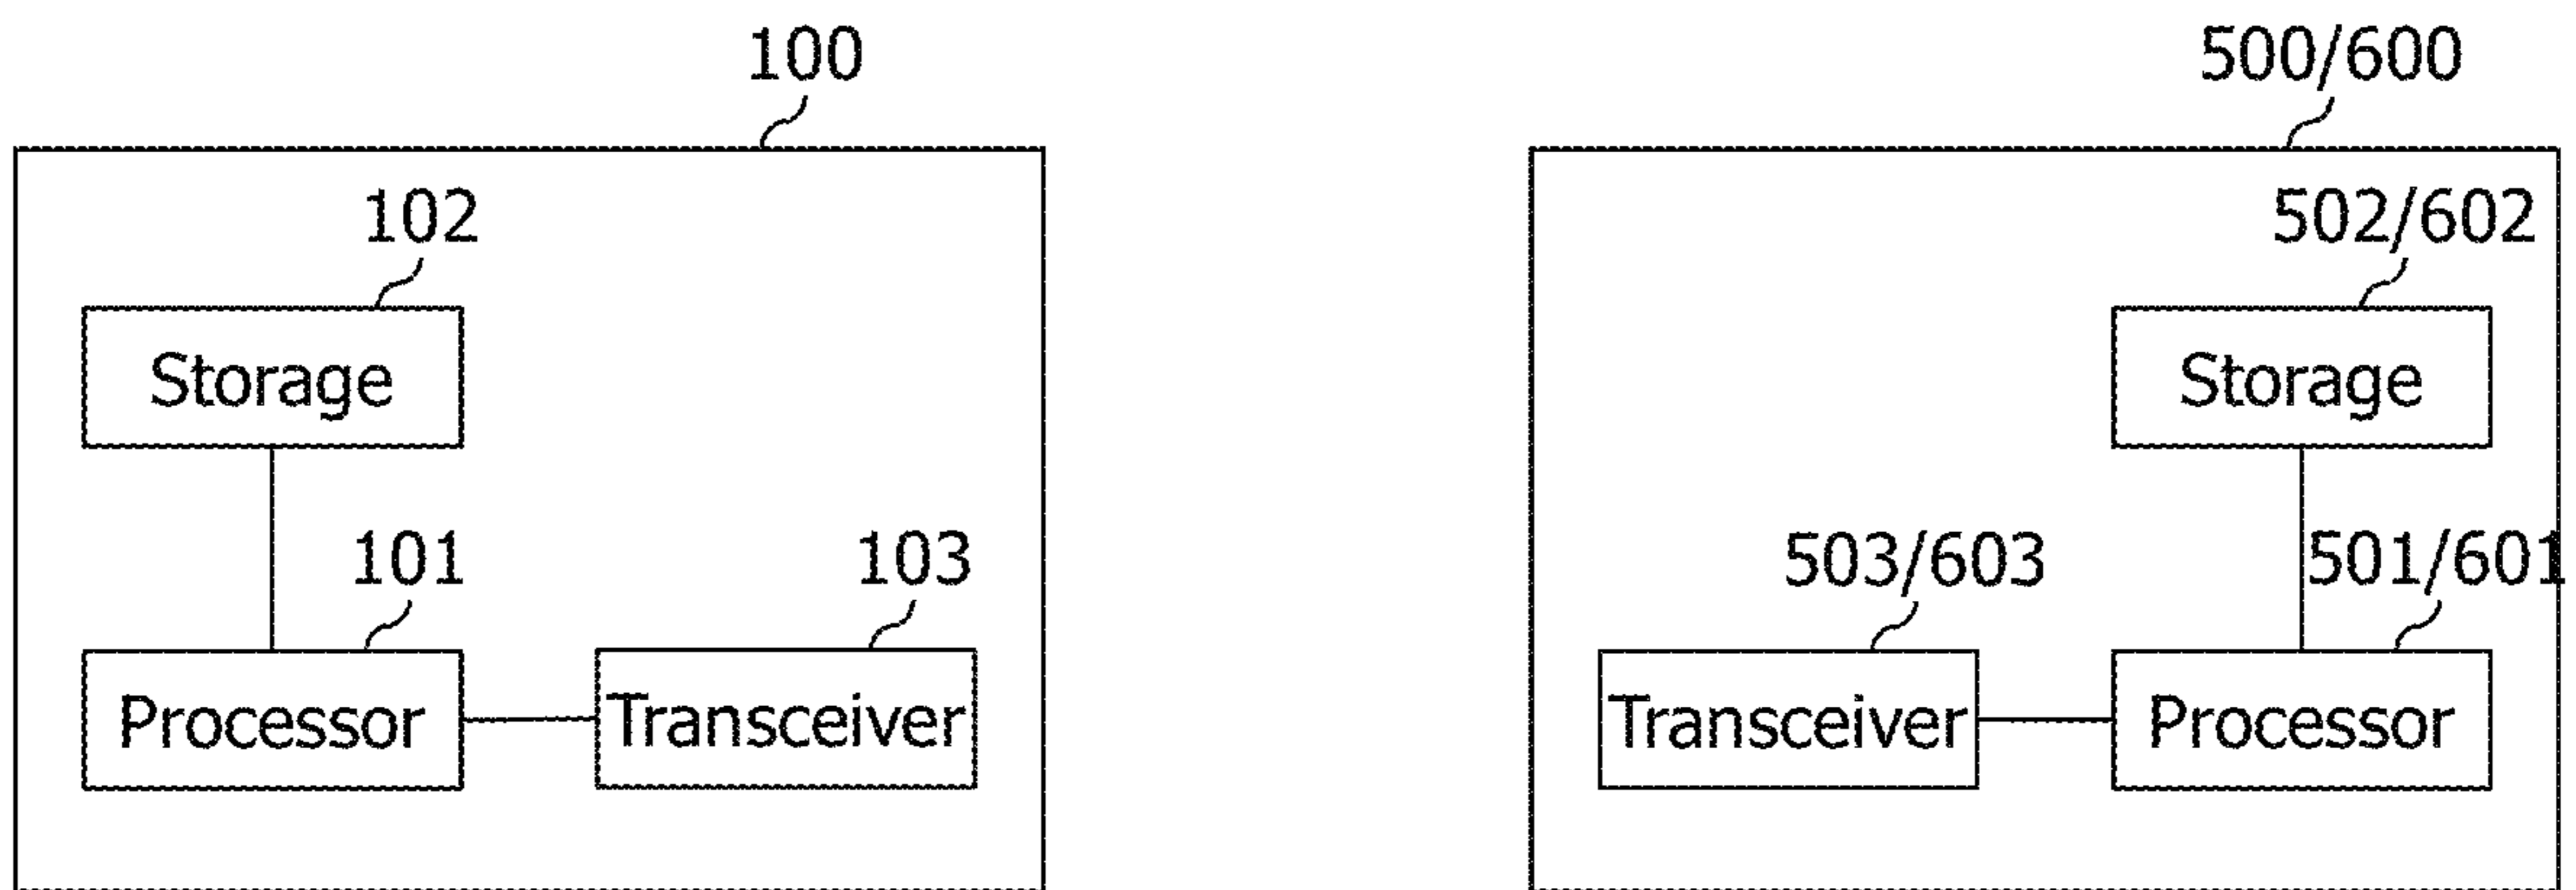 100
500/600
102
502/602
Storage
Storage
101
103
503/603
501/601
Processor
Transceiver
Transceiver
Processor